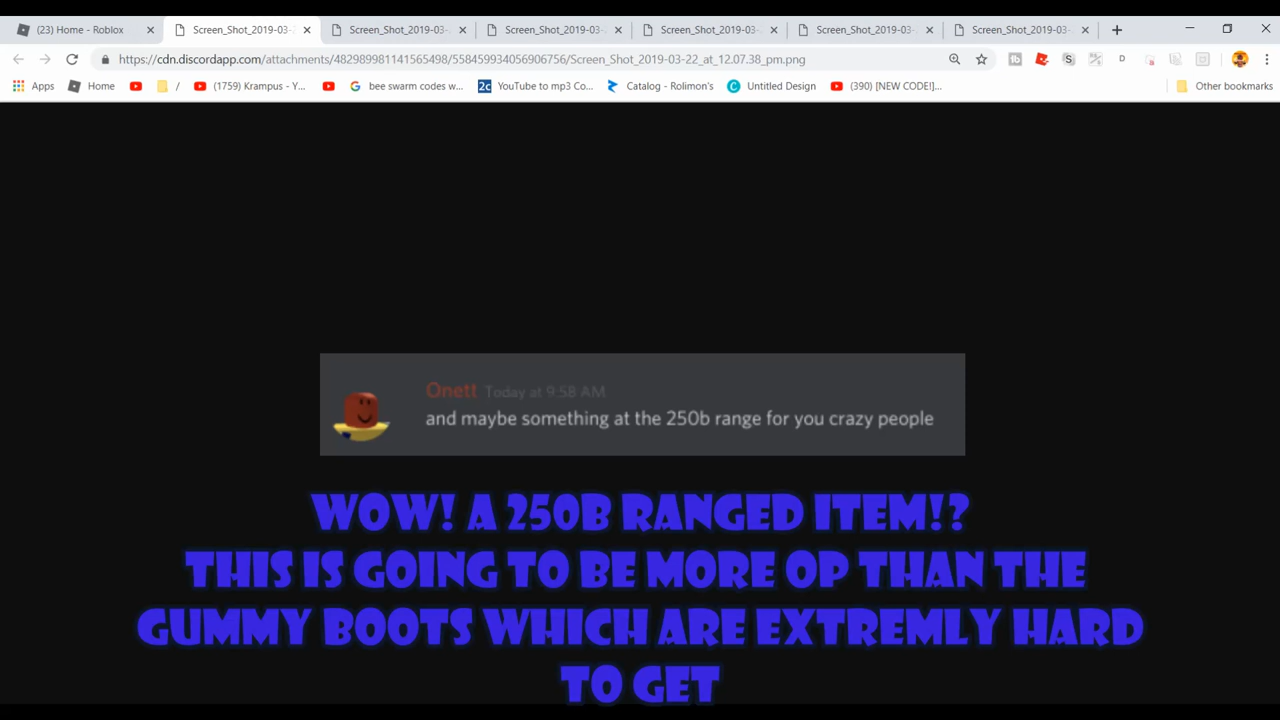 (23) Home - Roblox
Screen_Shot_2019-03-
Screen_Shot_2019-03-
Screen_Shot_2019-03-
Screen_Shot_2019-03-
Screen_Shot_2019-03-
Screen_Shot_2019-03-
https://cdn.discordapp.com/attachments/482989981141565498/558459934056906756/Screen_Shot_2019-03-22_at_12.07.38_pm.png
Apps
Home
/
(1759) Krampus - Y...
bee swarm codes w...
2c YouTube to mp3 Co...
Catalog - Rolimon's
Untitled Design
(390) [NEW CODE!]...
Other bookmarks
Onett Today at 9:58 AM
and maybe something at the 250b range for you crazy people
WOW! A 250B RANGED ITEM!?
THIS IS GOING TO BE MORE OP THAN THE
GUMMY BOOTS WHICH ARE EXTREMLY HARD
TO GET